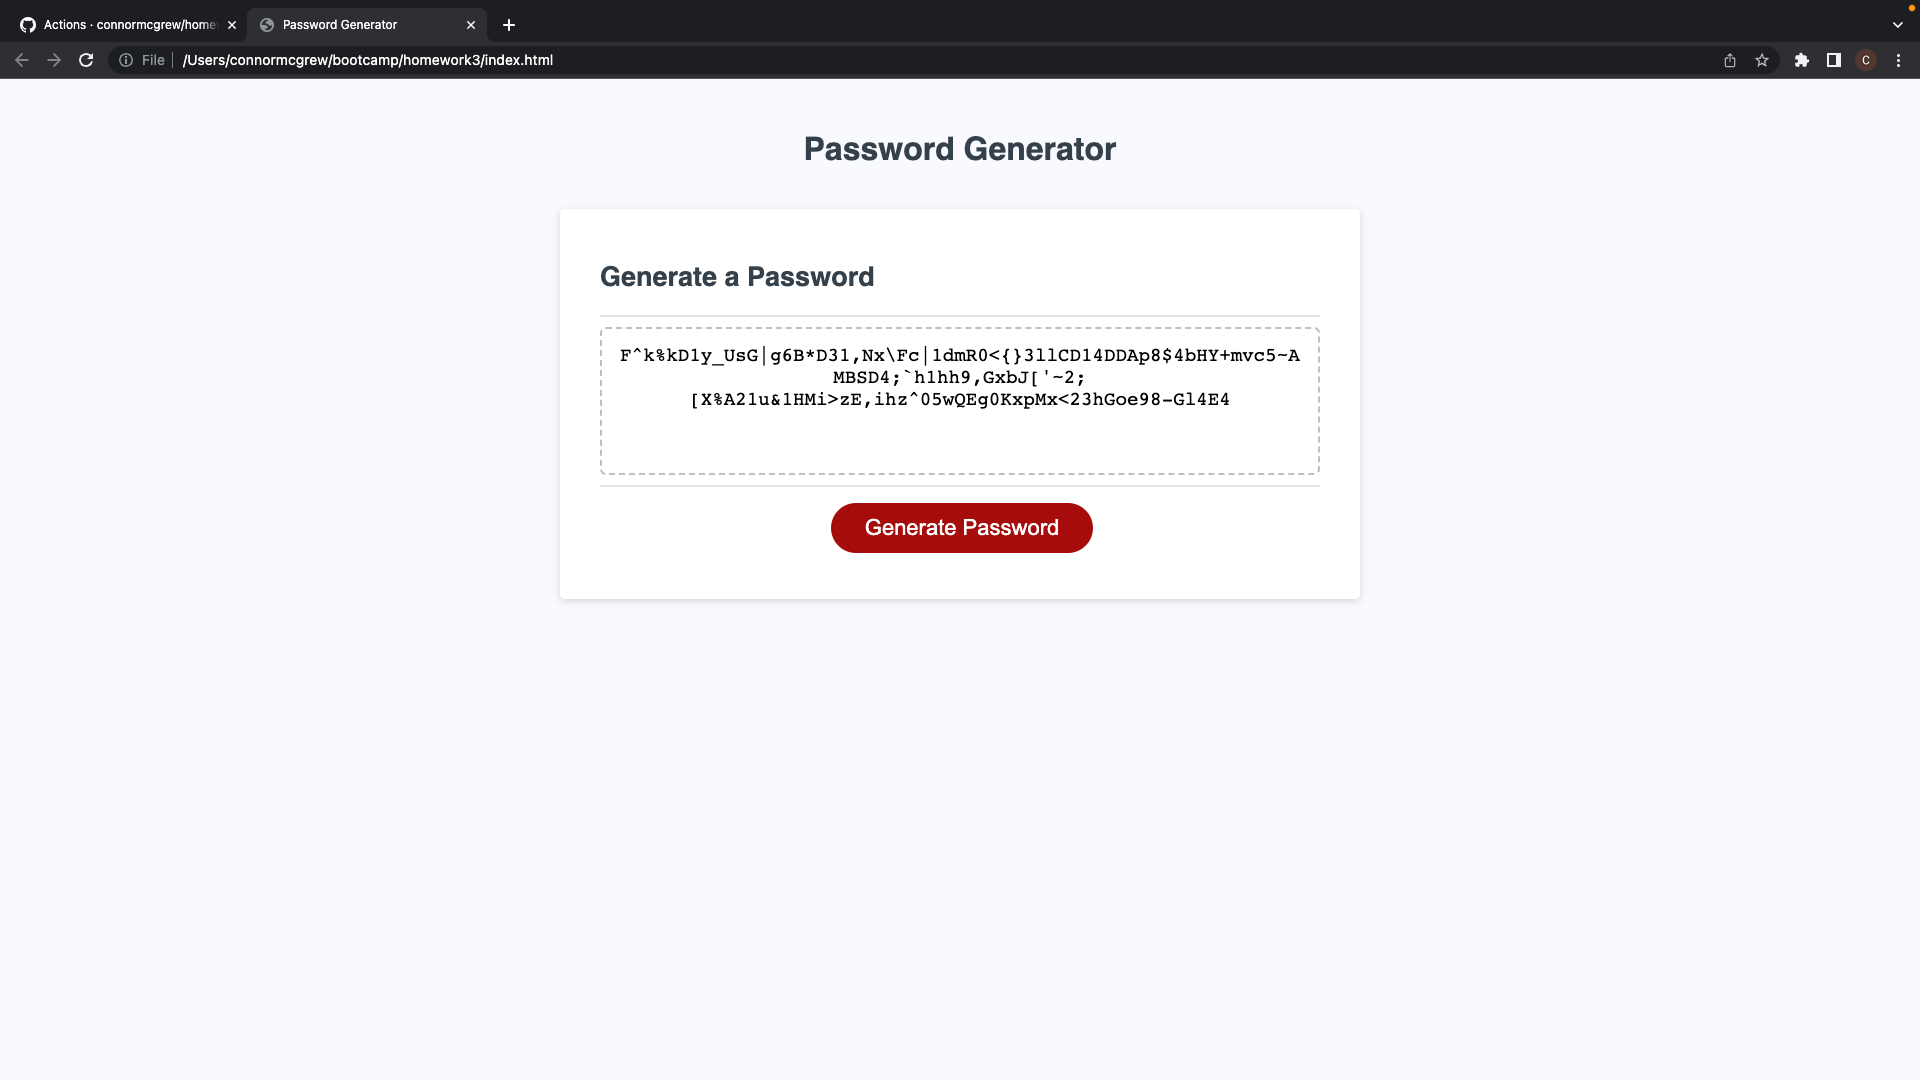 Actions · connormcgrew/home
Password Generator
File
/Users/connormcgrew/bootcamp/homework3/index.html
C
Password Generator
Generate a Password
F^k%kD1y_UsG|g6B*D31,Nx\Fc|1dmR0<{}3llCD14DDAp8$4bHY+mvc5~A
MBSD4;`h1hh9,GxbJ['~2;
[X%A21u&1HMi>zE,ihz^05wQEg0KxpMx<23hGoe98-Gl4E4
Generate Password